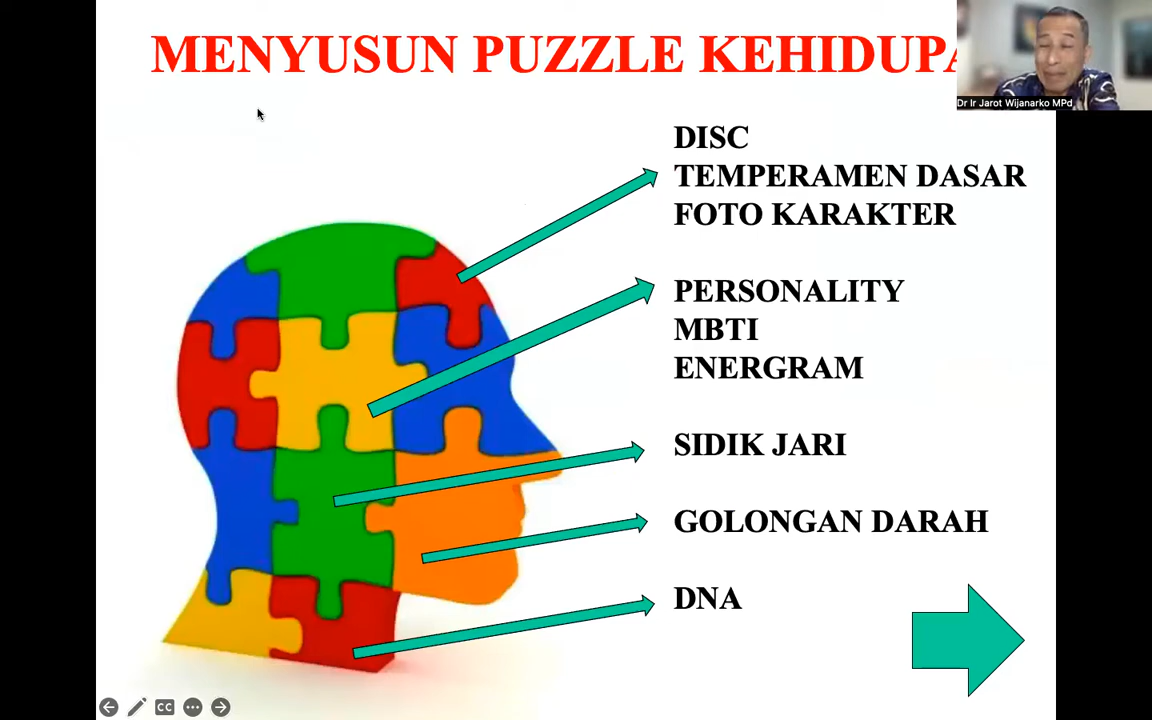 MENYUSUN PUZZLE KEHIDUPA
Dr Ir Jarot Wijanarko MPd
DISC
TEMPERAMEN DASAR
FOTO KARAKTER
PERSONALITY
MBTI
ENERGRAM
SIDIK JARI
GOLONGAN DARAH
DNA
CC